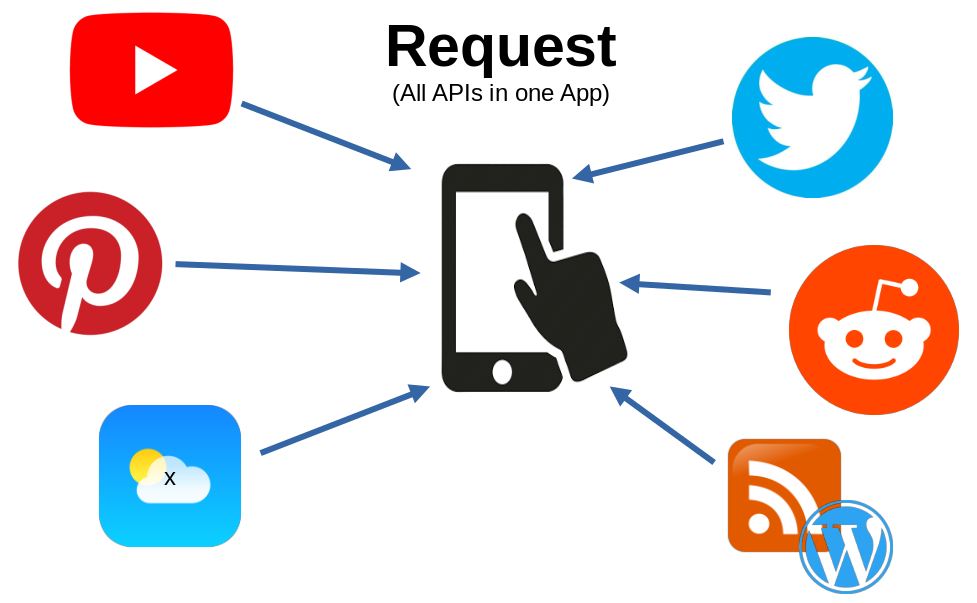 Request
(All APIs in one App)
x